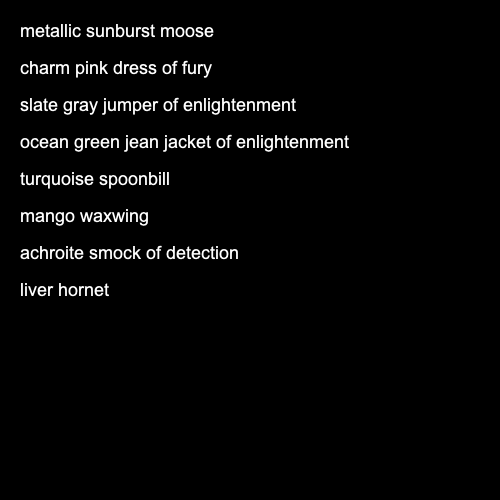 metallic sunburst moose
charm pink dress of fury
slate gray jumper of enlightenment
ocean green jean jacket of enlightenment
turquoise spoonbill
mango waxwing
achroite smock of detection
liver hornet